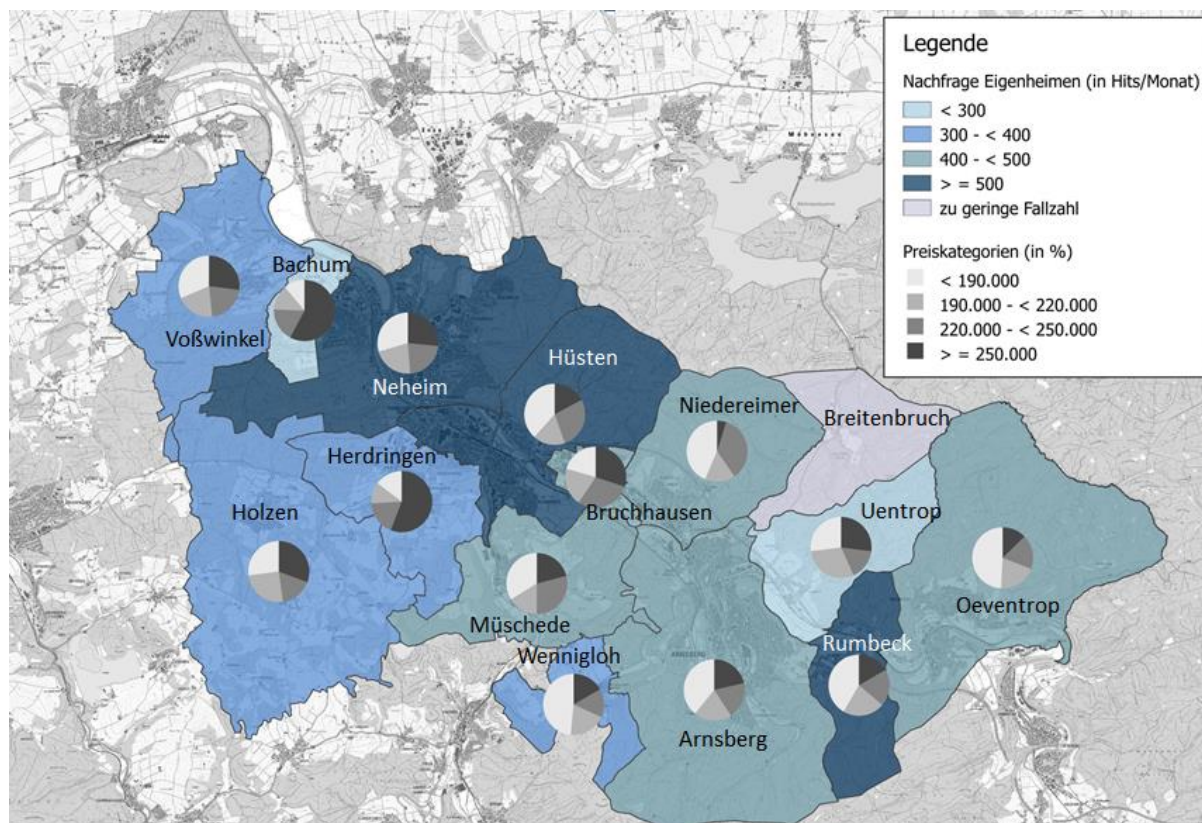 Legende
Nachfrage Eigenheimen (in Hits/Monat)
< 300
300 - < 400
400 - < 500
> = 500
zu geringe Fallzahl
Preiskategorien (in %)
< 190.000
190.000 - < 220.000
220.000 - < 250.000
> = 250.000
Bachum
Voßwinkel
Neheim
Hüsten
Niedereimer
Breitenbruch
Herdringen
Holzen
Bruchhausen
Uentrop
Müschede
Oeventrop
Wennigloh
Rumbeck
Arnsberg